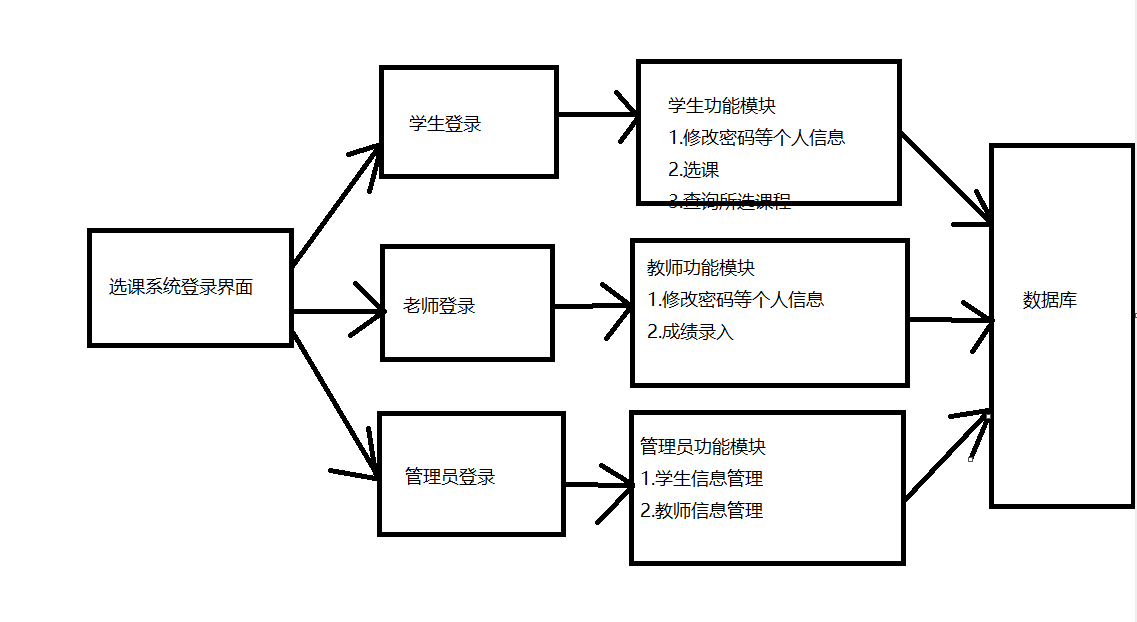 选课系统登录界面
学生登录
学生功能模块
1.修改密码等个人信息
2.选课
3.查询所选课程
老师登录
教师功能模块
1.修改密码等个人信息
2.成绩录入
管理员登录
管理员功能模块
1.学生信息管理
2.教师信息管理
数据库